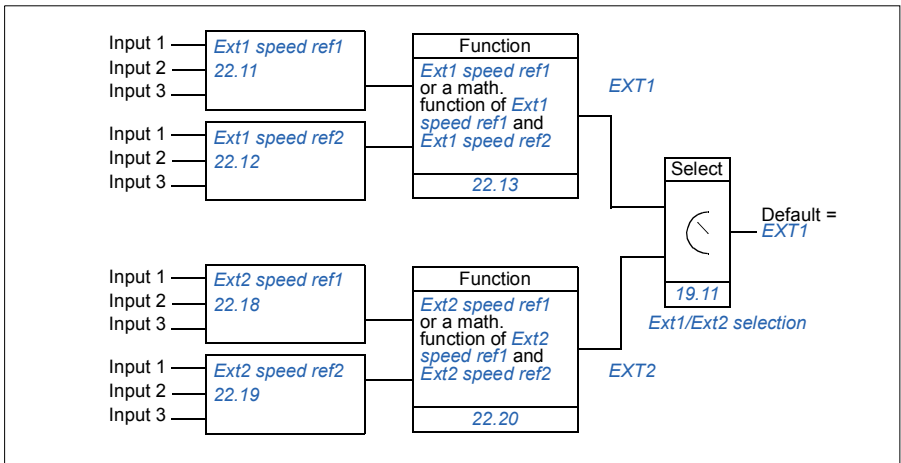 Input 1
Input 2
Input 3
Ext1 speed ref1
22.11
Input 1
Input 2
Input 3
Ext1 speed ref2
22.12
Function
Ext1 speed ref1
or a math.
function of Ext1
speed ref1 and
Ext1 speed ref2
22.13
EXT1
Select
19.11
Ext1/Ext2 selection
Default =
EXT1
Input 1
Input 2
Input 3
Ext2 speed ref1
22.18
Input 1
Input 2
Input 3
Ext2 speed ref2
22.19
Function
Ext2 speed ref1
or a math.
function of Ext2
speed ref1 and
Ext2 speed ref2
22.20
EXT2